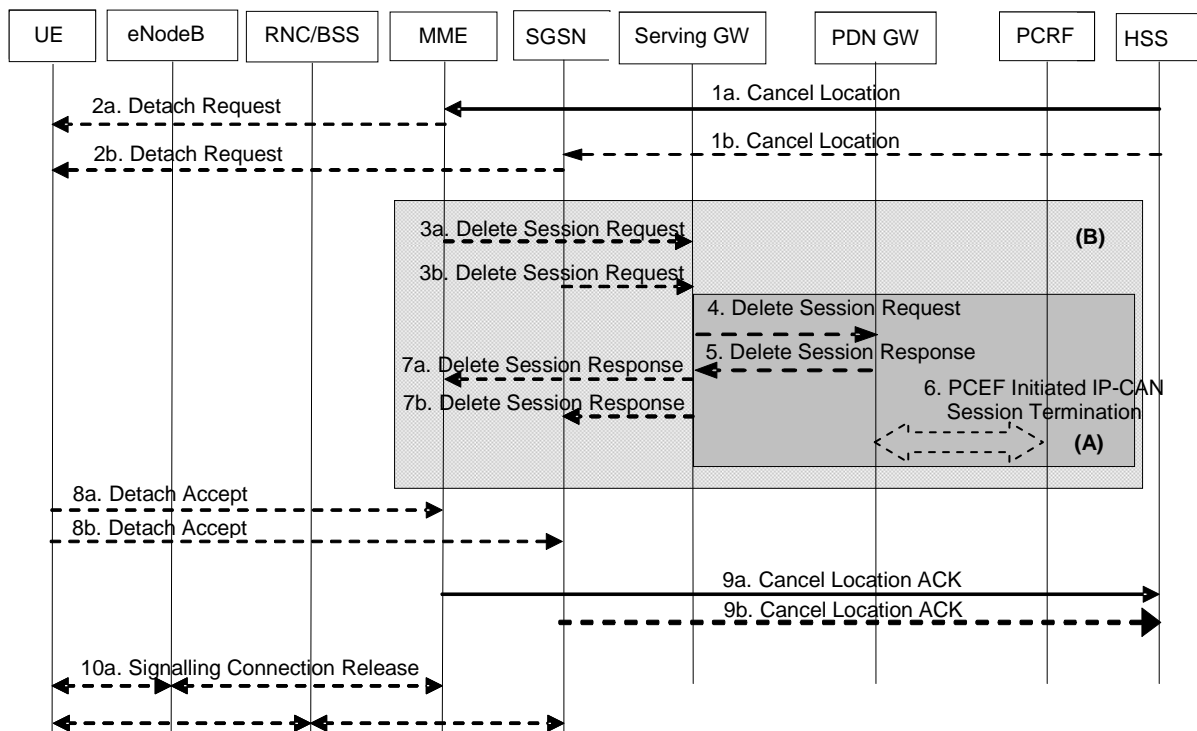 UE eNodeB RNC/BSS MME SGSN Serving GW PDN GW PCRF HSS
1a. Cancel Location
2a. Detach Request
1b. Cancel Location
2b. Detach Request
3a. Delete Session Request
(B)
3b. Delete Session Request
4. Delete Session Request
5. Delete Session Response
7a. Delete Session Response
6. PCEF Initiated IP-CAN
Session Termination
7b. Delete Session Response
(A)
8a. Detach Accept
8b. Detach Accept
9a. Cancel Location ACK
9b. Cancel Location ACK
10a. Signalling Connection Release